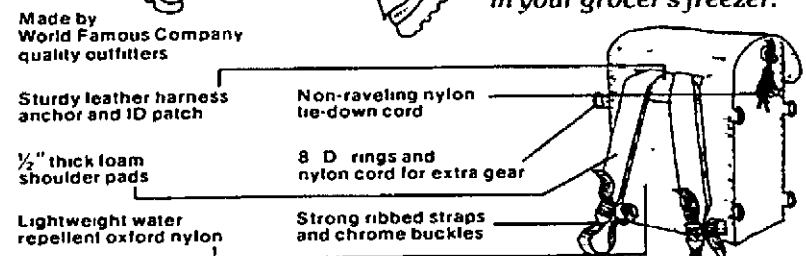 in your grocer's freezer.
Made by
World Famous Company
quality outfitters
Sturdy leather harness
anchor and ID patch
Non-raveling nylon
tie-down cord
½" thick foam
shoulder pads
8 D rings and
nylon cord for extra gear
Lightweight water
repellent oxford nylon
Strong ribbed straps
and chrome buckles